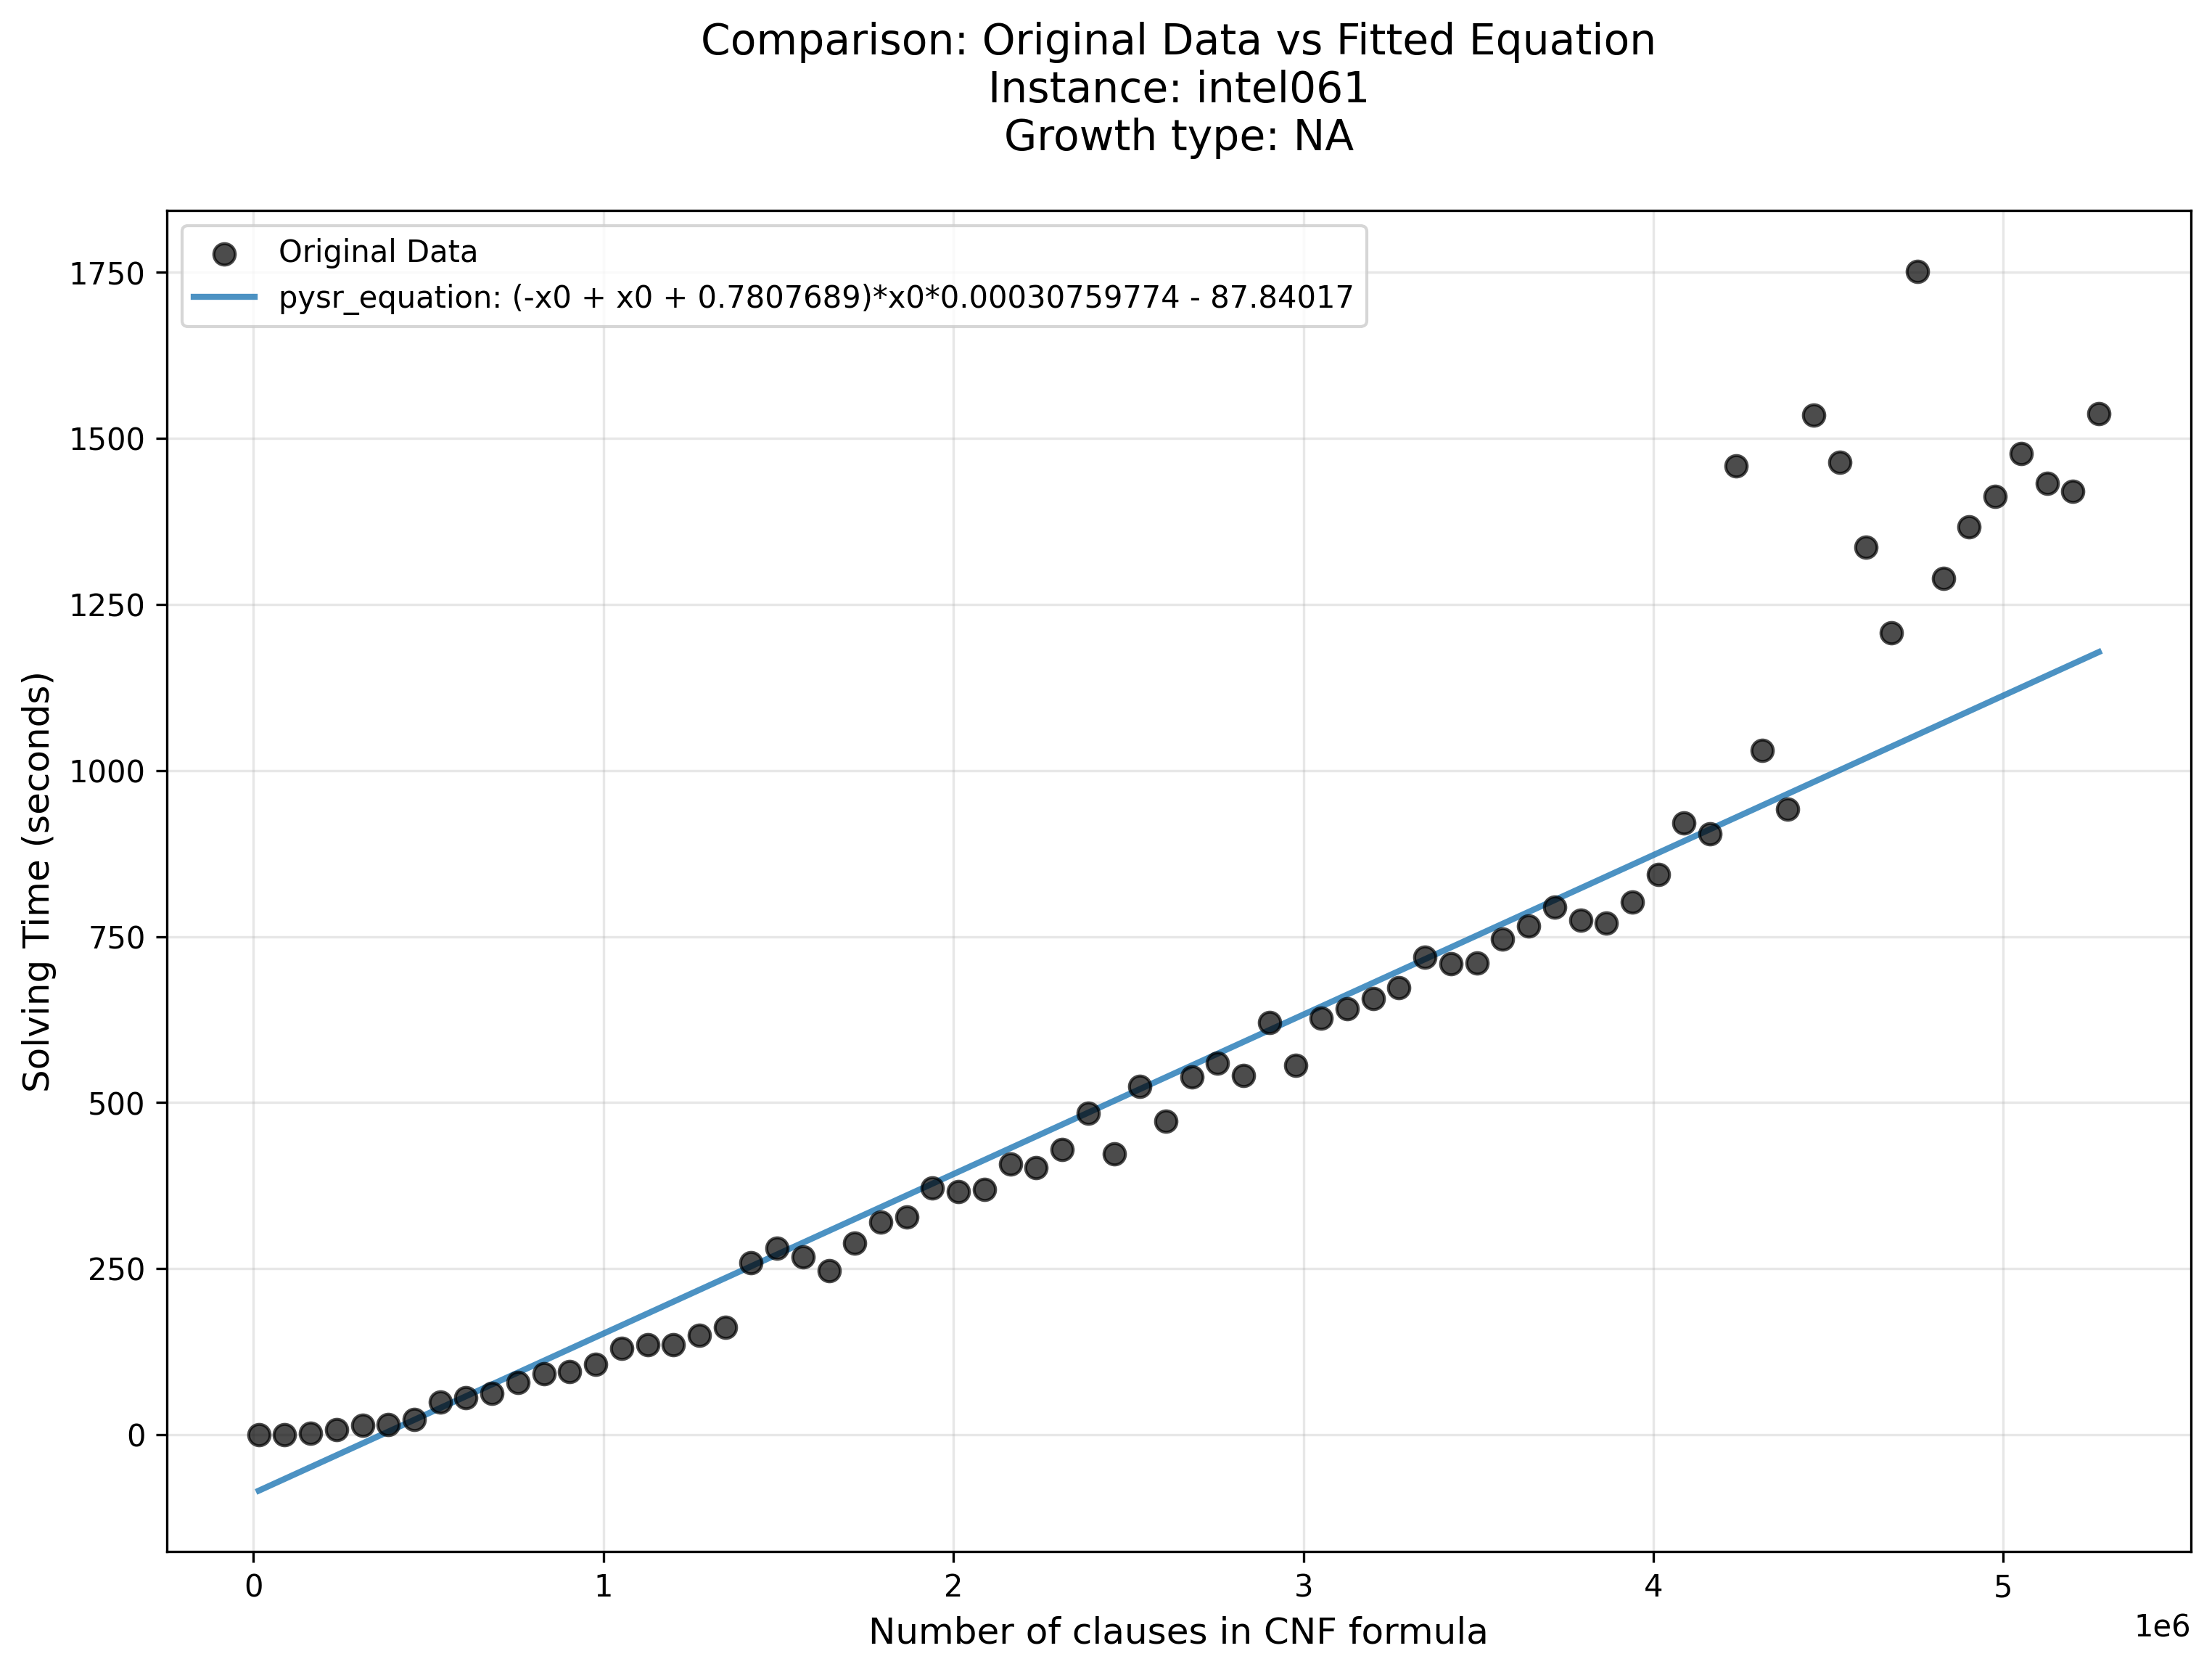 Comparison: Original Data vs Fitted Equation
Instance: intel061
Growth type: NA
Original Data
pysr_equation: (-x0 + x0 + 0.7807689)*x0*0.00030759774 - 87.84017
1750
1500
1250
1000
750
500
250
0
Solving Time (seconds)
0 1 2 3 4 5
1e6
Number of clauses in CNF formula